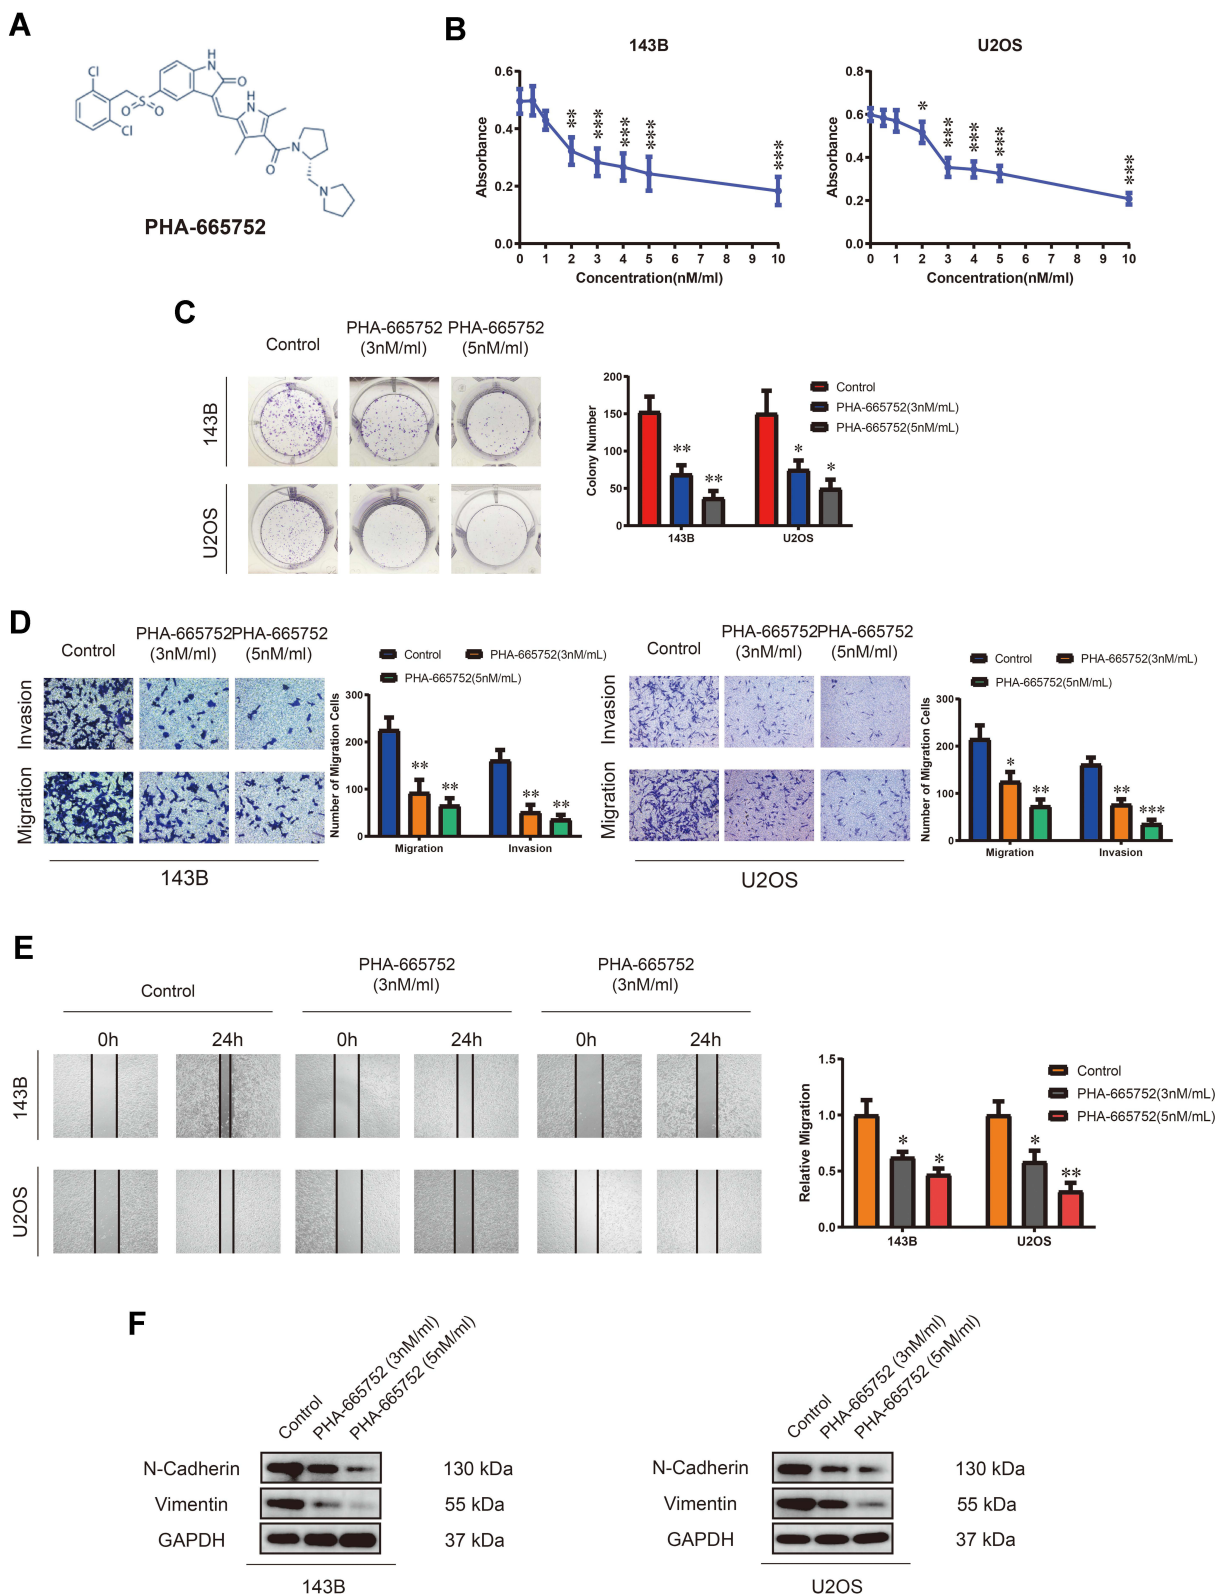 A
H
N
O
Cl
Cl
S
O O
NH
O
N
N
PHA-665752
B
143B
Absorbance
0.6
0.4
0.2
0.0
** *** *** *** ***
0 1 2 3 4 5 6 7 8 9 10
Concentration(nM/ml)
U2OS
Absorbance
0.8
0.6
0.4
0.2
0.0
* *** *** *** ***
0 1 2 3 4 5 6 7 8 9 10
Concentration(nM/ml)
C
Control
PHA-665752
(3nM/ml)
PHA-665752
(5nM/ml)
143B
U2OS
Colony Number
200
150
100
50
0
** ** * *
143B U2OS
Control
PHA-665752(3nM/mL)
PHA-665752(5nM/mL)
D
Control
PHA-665752
(3nM/ml)
PHA-665752
(5nM/ml)
Invasion
Migration
143B
Control
PHA-665752(3nM/mL)
PHA-665752(5nM/mL)
Number of Migration Cells
300
200
100
0
** ** ** **
Migration Invasion
Control
PHA-665752
(3nM/ml)
PHA-665752
(5nM/ml)
Invasion
Migration
U2OS
Control
PHA-665752(3nM/mL)
PHA-665752(5nM/mL)
Number of Migration Cells
300
200
100
0
* ** ** ***
Migration Invasion
E
Control
PHA-665752
(3nM/ml)
PHA-665752
(3nM/ml)
0h 24h 0h 24h 0h 24h
143B
U2OS
Relative Migration
1.5
1.0
0.5
0.0
* * * **
143B U2OS
Control
PHA-665752(3nM/mL)
PHA-665752(5nM/mL)
F
Control
PHA-665752 (3nM/ml)
PHA-665752 (5nM/ml)
N-Cadherin 130 kDa
Vimentin 55 kDa
GAPDH 37 kDa
143B
Control
PHA-665752 (3nM/ml)
PHA-665752 (5nM/ml)
N-Cadherin 130 kDa
Vimentin 55 kDa
GAPDH 37 kDa
U2OS